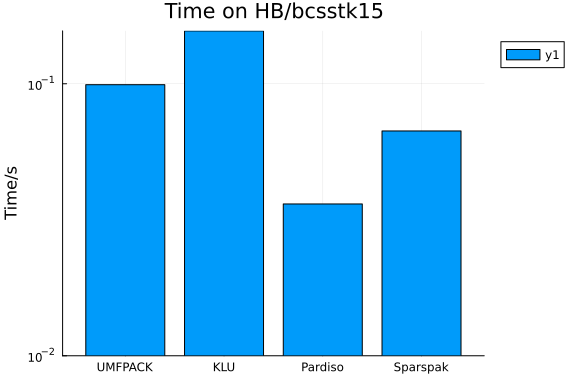 Time on HB/bcsstk15
y1
10⁻¹
Time/s
10⁻²
UMFPACK KLU Pardiso Sparspak